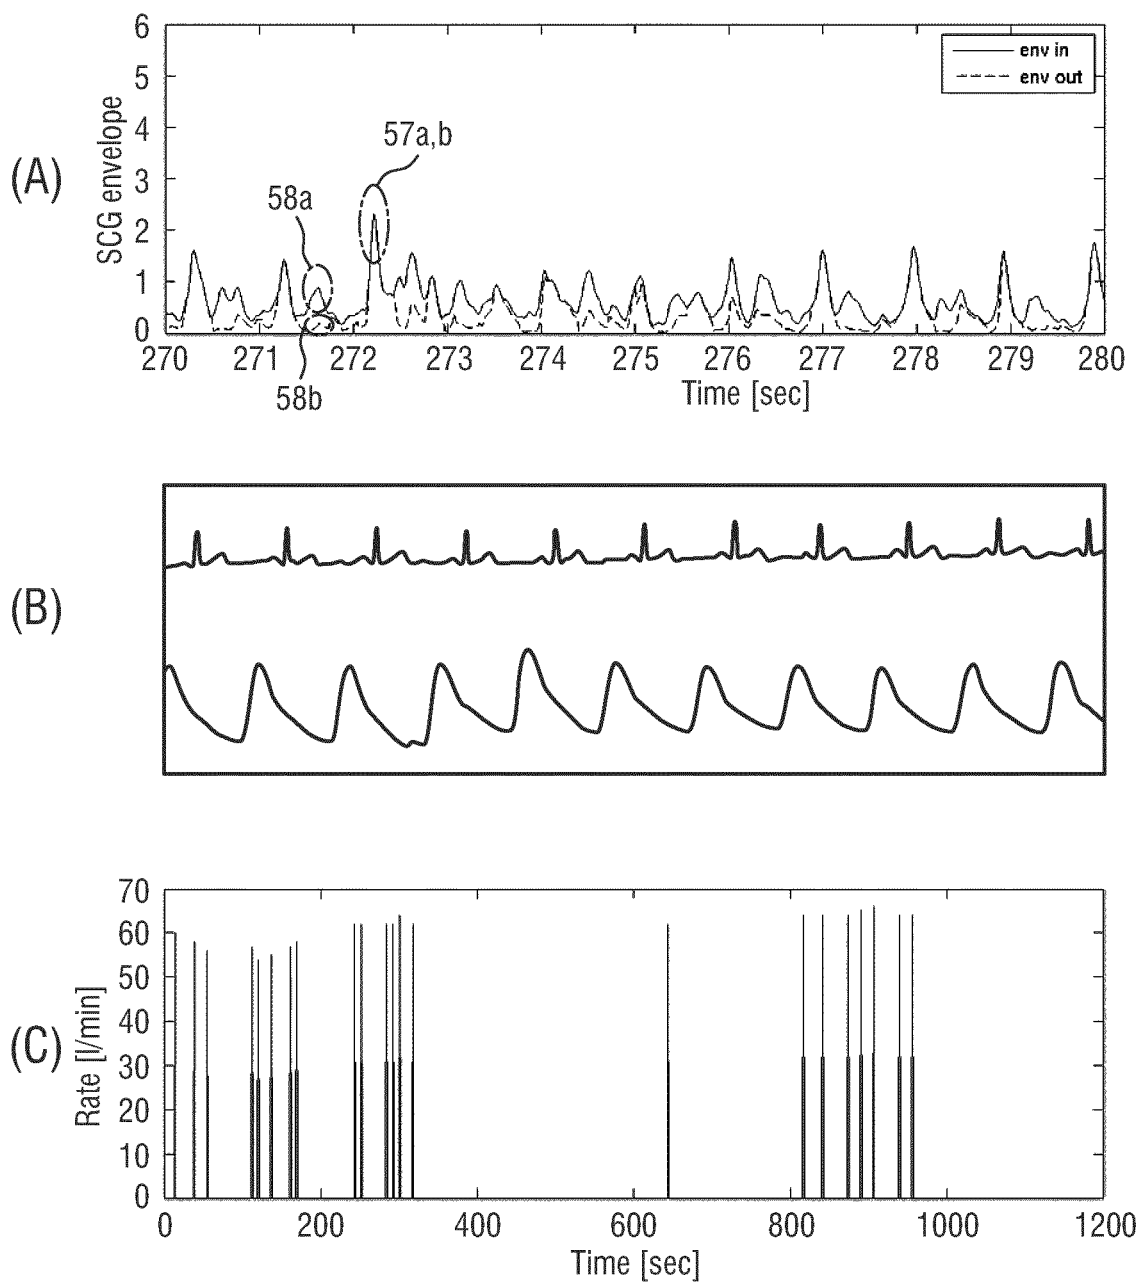 (A)
SCG envelope
6
5
4
3
2
1
0
env in
env out
57a,b
58a
58b
270 271 272 273 274 275 276 277 278 279 280
Time [sec]
(B)
(C)
Rate [l/min]
70
60
50
40
30
20
10
0
0 200 400 600 800 1000 1200
Time [sec]